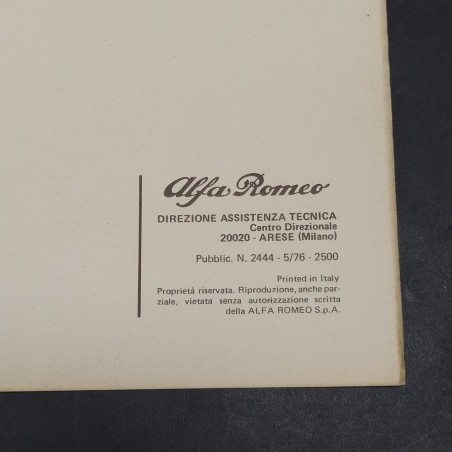 Alfa Romeo
DIREZIONE ASSISTENZA TECNICA
Centro Direzionale
20020 - ARESE (Milano)
Pubblic. N. 2444 - 5/76 - 2500
Printed in Italy
Proprietà riservata. Riproduzione, anche par-
ziale, vietata senza autorizzazione scritta
della ALFA ROMEO S.p.A.